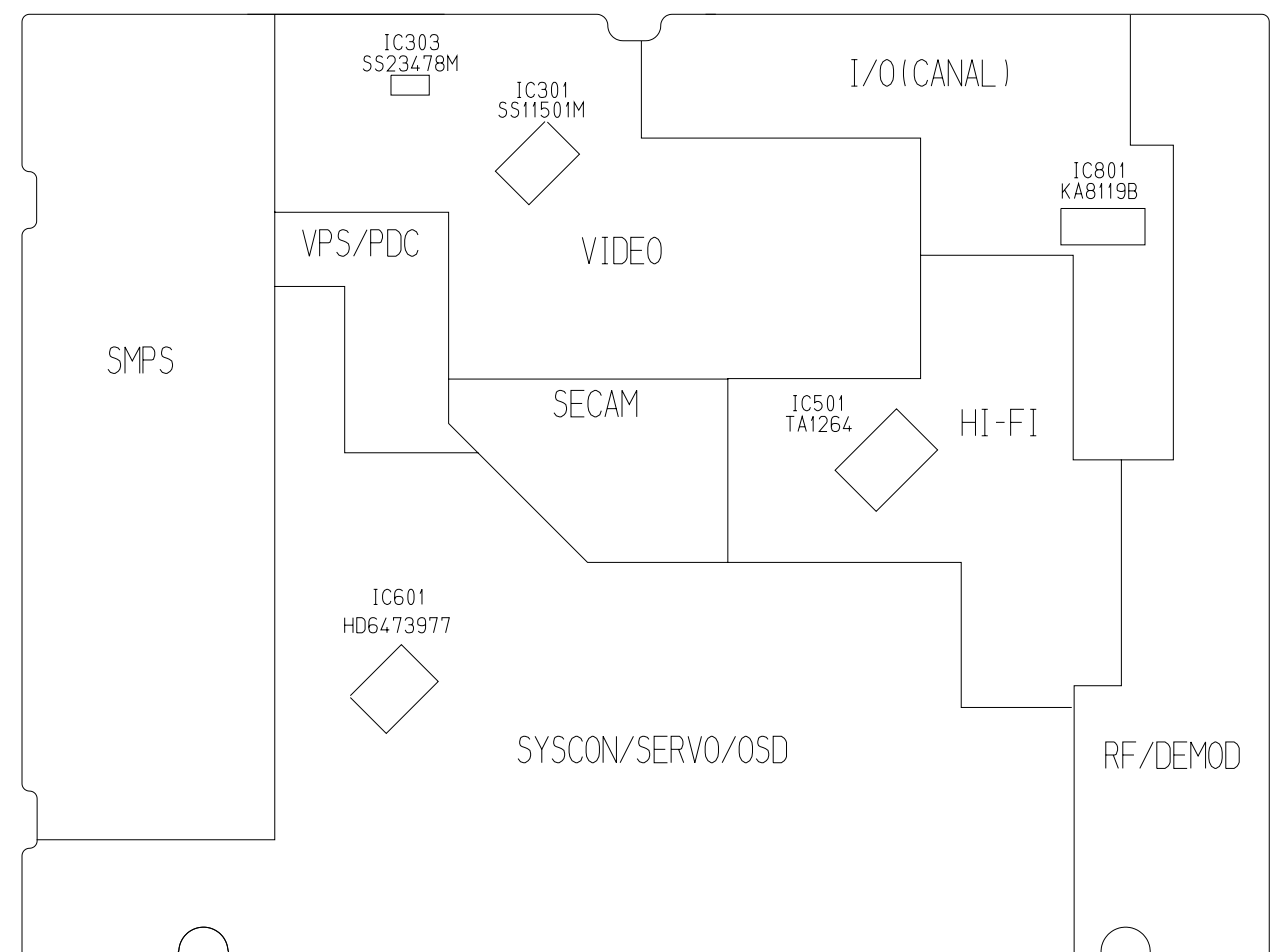 IC303
SS23478M
IC301
SS11501M
I/O(CANAL)
IC801
KA8119B
VPS/PDC
VIDEO
SMPS
SECAM
IC501
TA1264
HI-FI
IC601
HD6473977
SYSCON/SERVO/OSD
RF/DEMOD